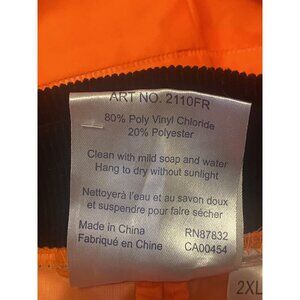 ART NO. 2110FR
80% Poly Vinyl Chloride
20% Polyester
Clean with mild soap and water
Hang to dry without sunlight
Nettoyerà l'eau et au savon doux
et suspendre pour faire sécher
Made in China RN87832
Fabriqué en Chine CA00454
2XL